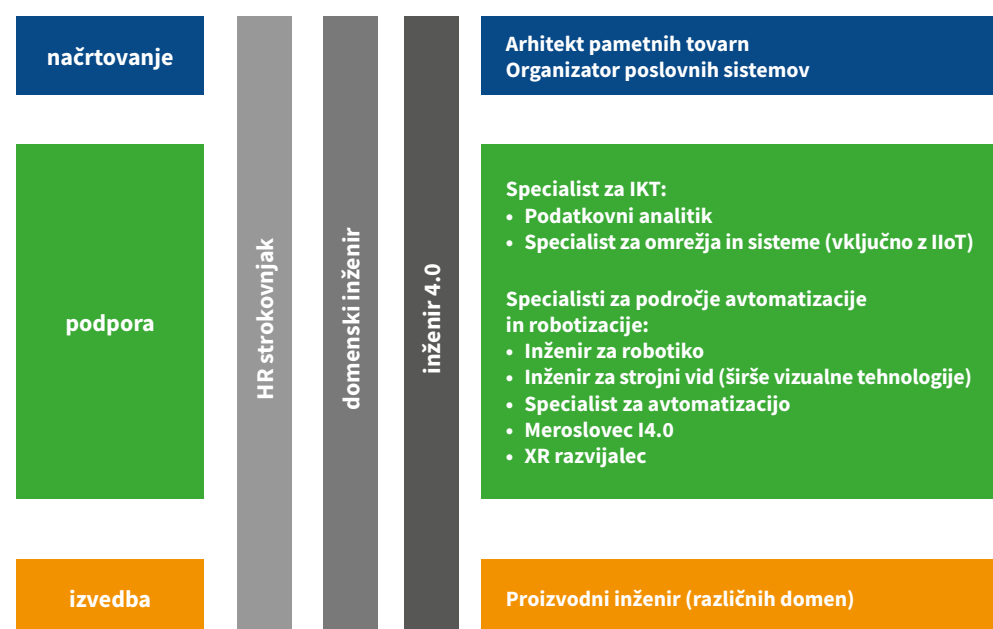 načrtovanje
Arhitekt pametnih tovarn
Organizator poslovnih sistemov
podpora
HR strokovnjak
domenski inženir
inženir 4.0
Specialist za IKT:
• Podatkovni analitik
• Specialist za omrežja in sisteme (vključno z IIoT)
Specialisti za področje avtomatizacije
in robotizacije:
• Inženir za robotiko
• Inženir za strojni vid (širše vizualne tehnologije)
• Specialist za avtomatizacijo
• Meroslovec I4.0
• XR razvijalec
izvedba
Proizvodni inženir (različnih domen)